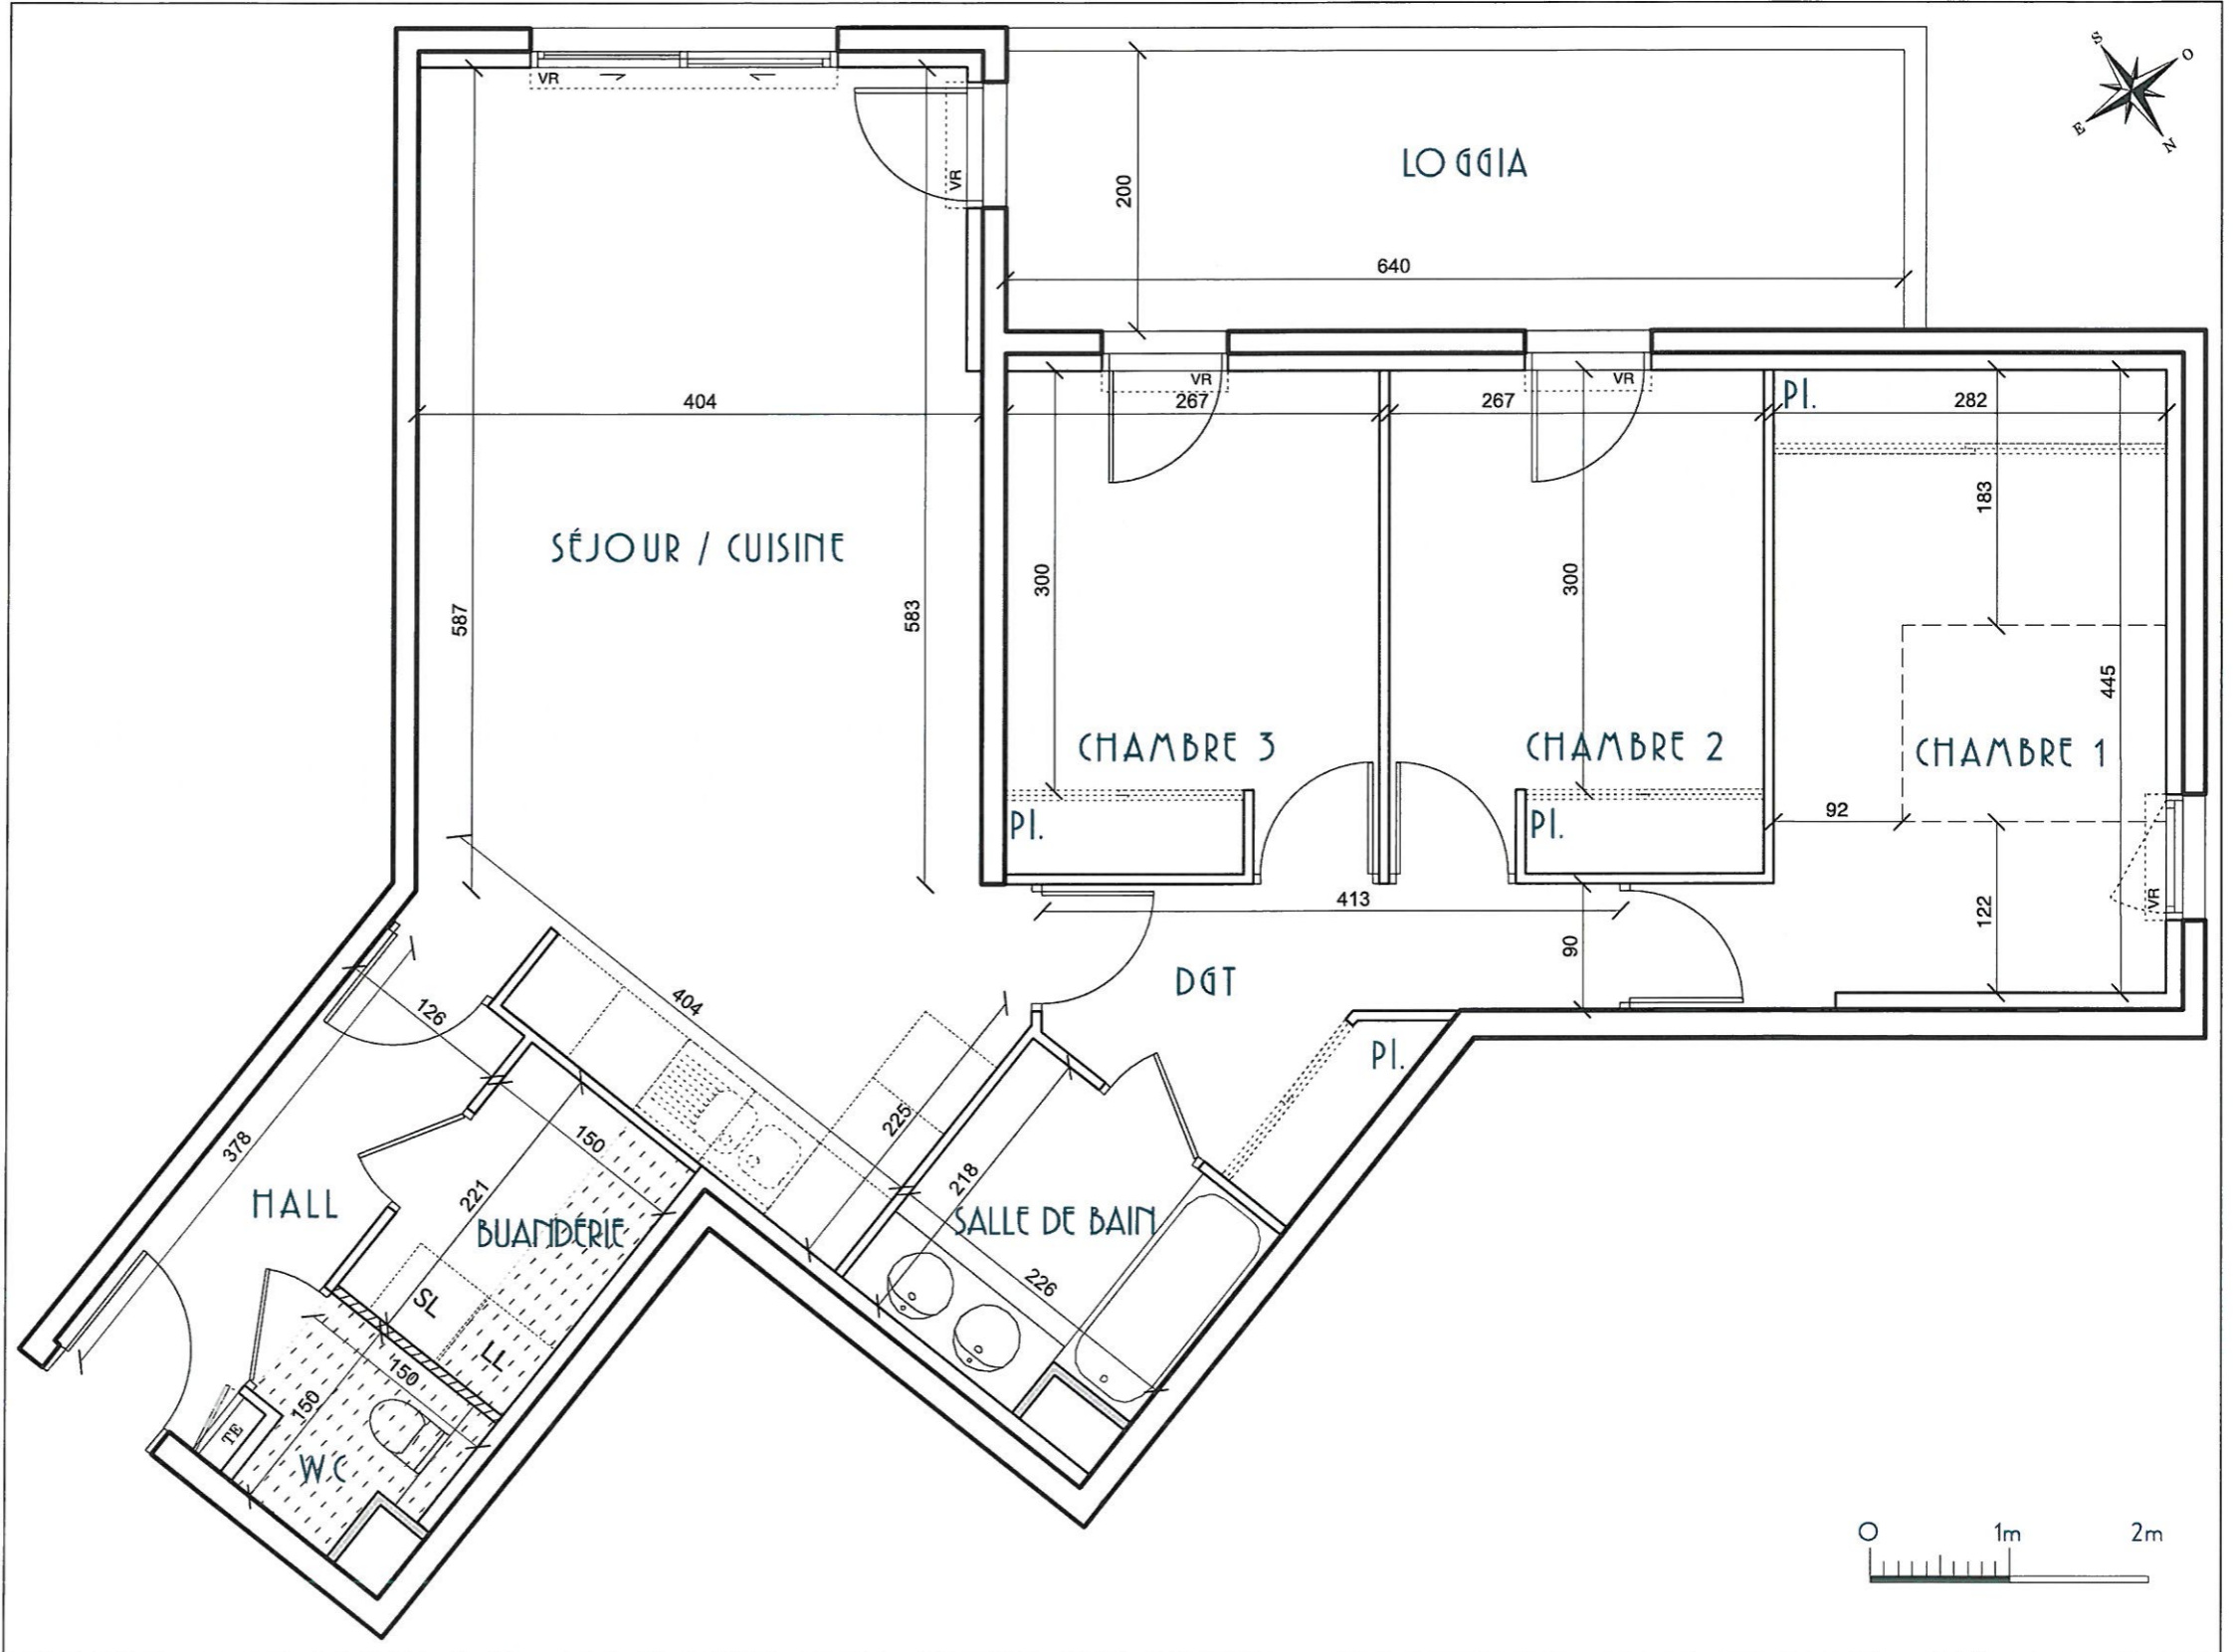 S
O
E
N
VR
VR
LOGGIA
200
640
404
VR
267
VR
267
Pl.
282
183
SÉJOUR / CUISINE
587
583
300
300
445
CHAMBRE 3
CHAMBRE 2
CHAMBRE 1
Pl.
Pl.
92
VR
413
122
90
DGT
404
126
Pl.
378
225
150
218
221
HALL
BUANDERIE
SALLE DE BAIN
226
SL
LL
150
150
TE
WC
0 1m 2m